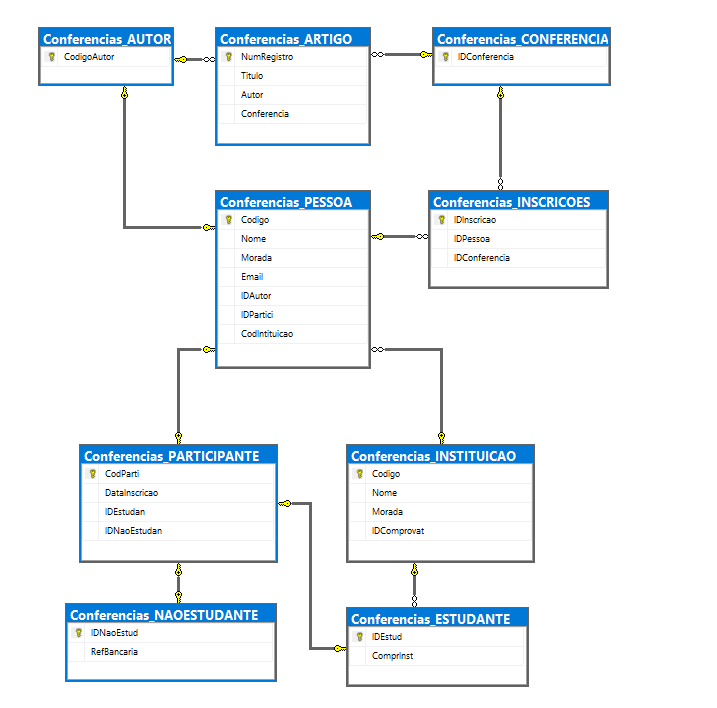 Conferencias_AUTOR
CodigoAutor
Conferencias_ARTIGO
NumRegistro
Titulo
Autor
Conferencia
Conferencias_CONFERENCIA
IDConferencia
Conferencias_PESSOA
Codigo
Nome
Morada
Email
IDAutor
IDPartici
CodIntituicao
Conferencias_INSCRICOES
IDInscricao
IDPessoa
IDConferencia
Conferencias_PARTICIPANTE
CodParti
DataInscricao
IDEstudan
IDNaoEstudan
Conferencias_INSTITUICAO
Codigo
Nome
Morada
IDComprovat
Conferencias_NAOESTUDANTE
IDNaoEstud
RefBancaria
Conferencias_ESTUDANTE
IDEstud
ComprInst